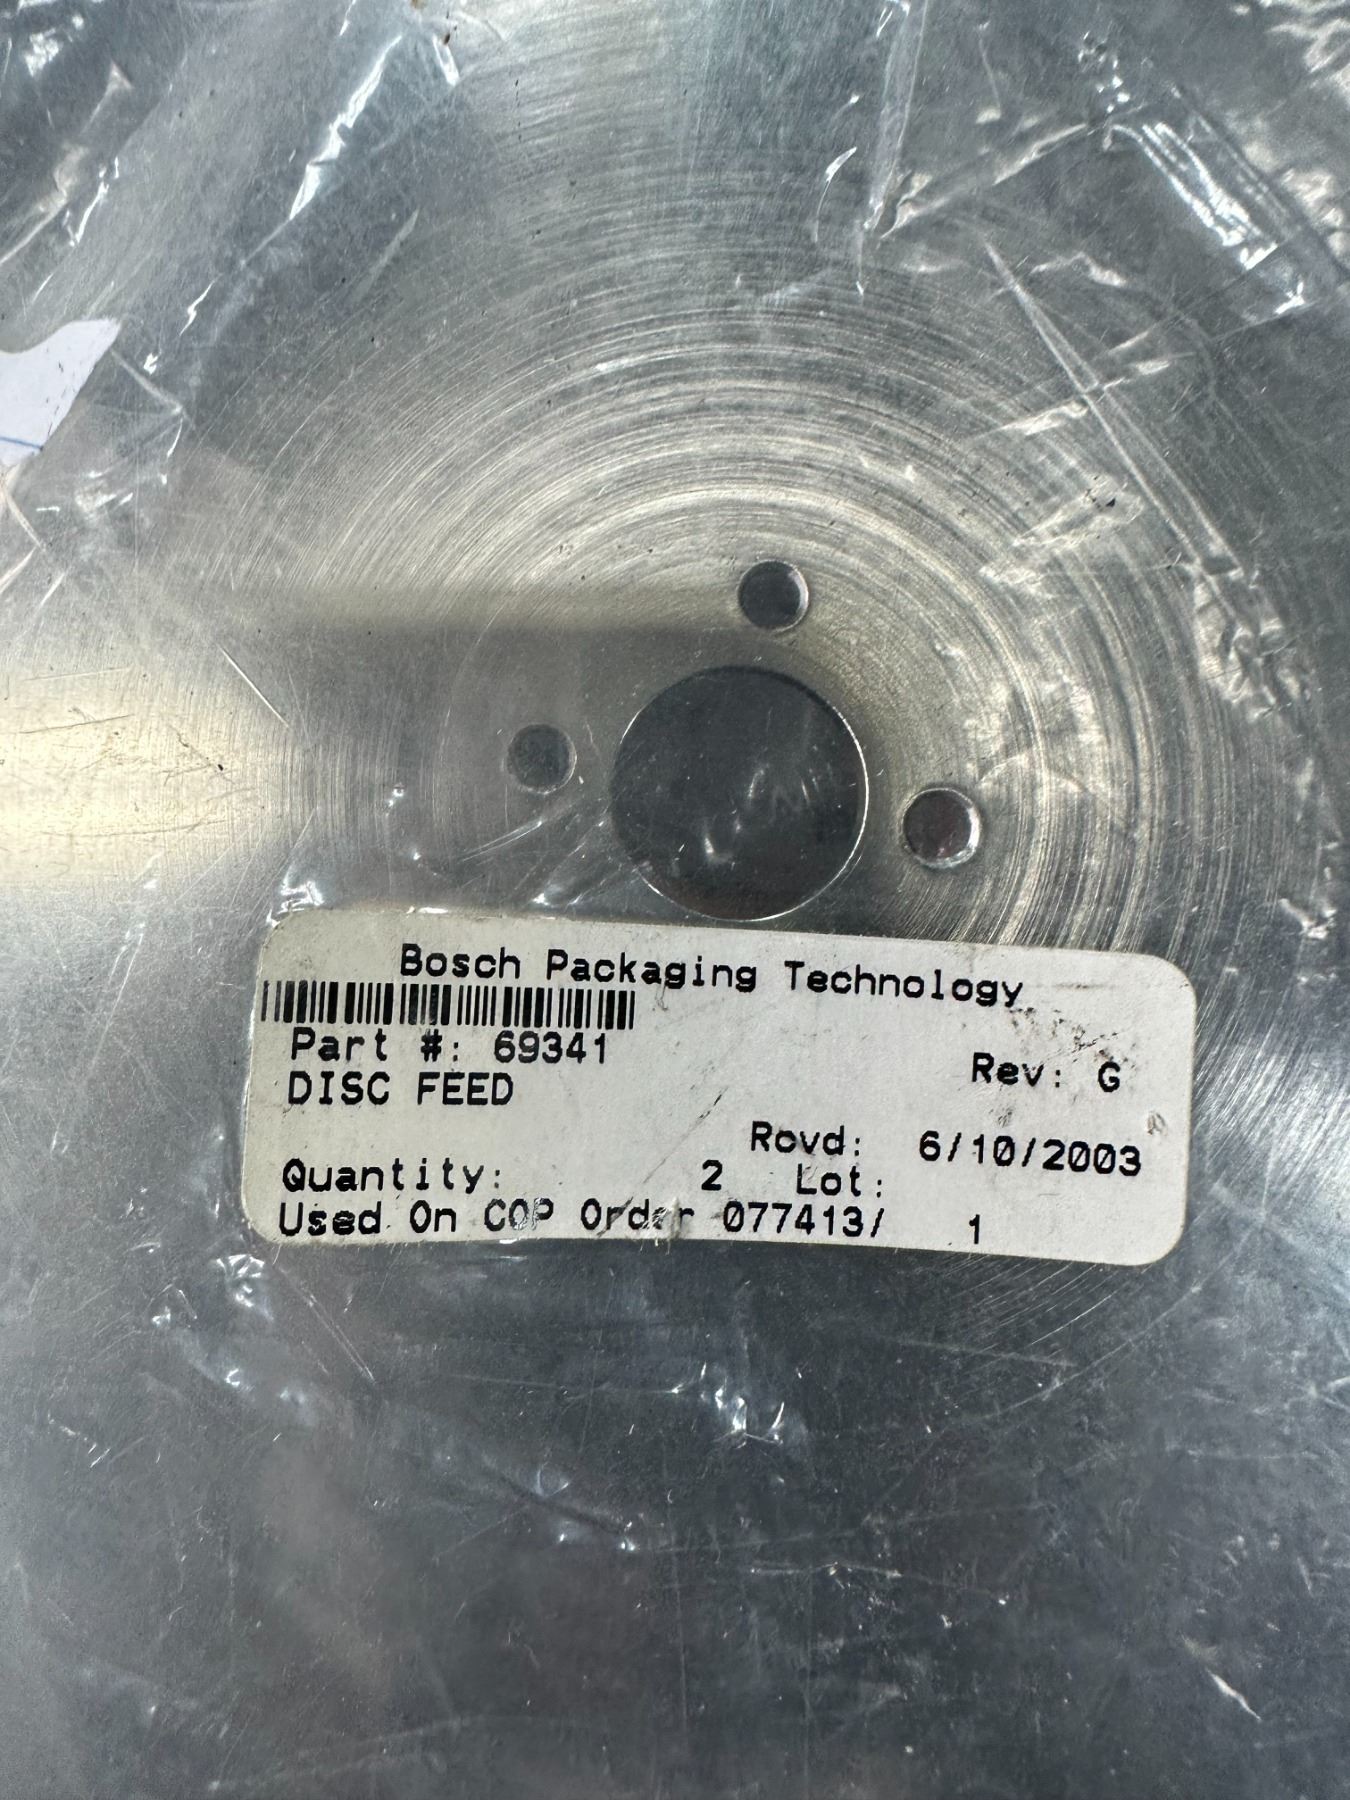 Bosch Packaging Technology
Part #: 69341
Rev: G
DISC FEED
Rcvd: 6/10/2003
Quantity: 2 Lot:
Used On COP Order 077413/ 1